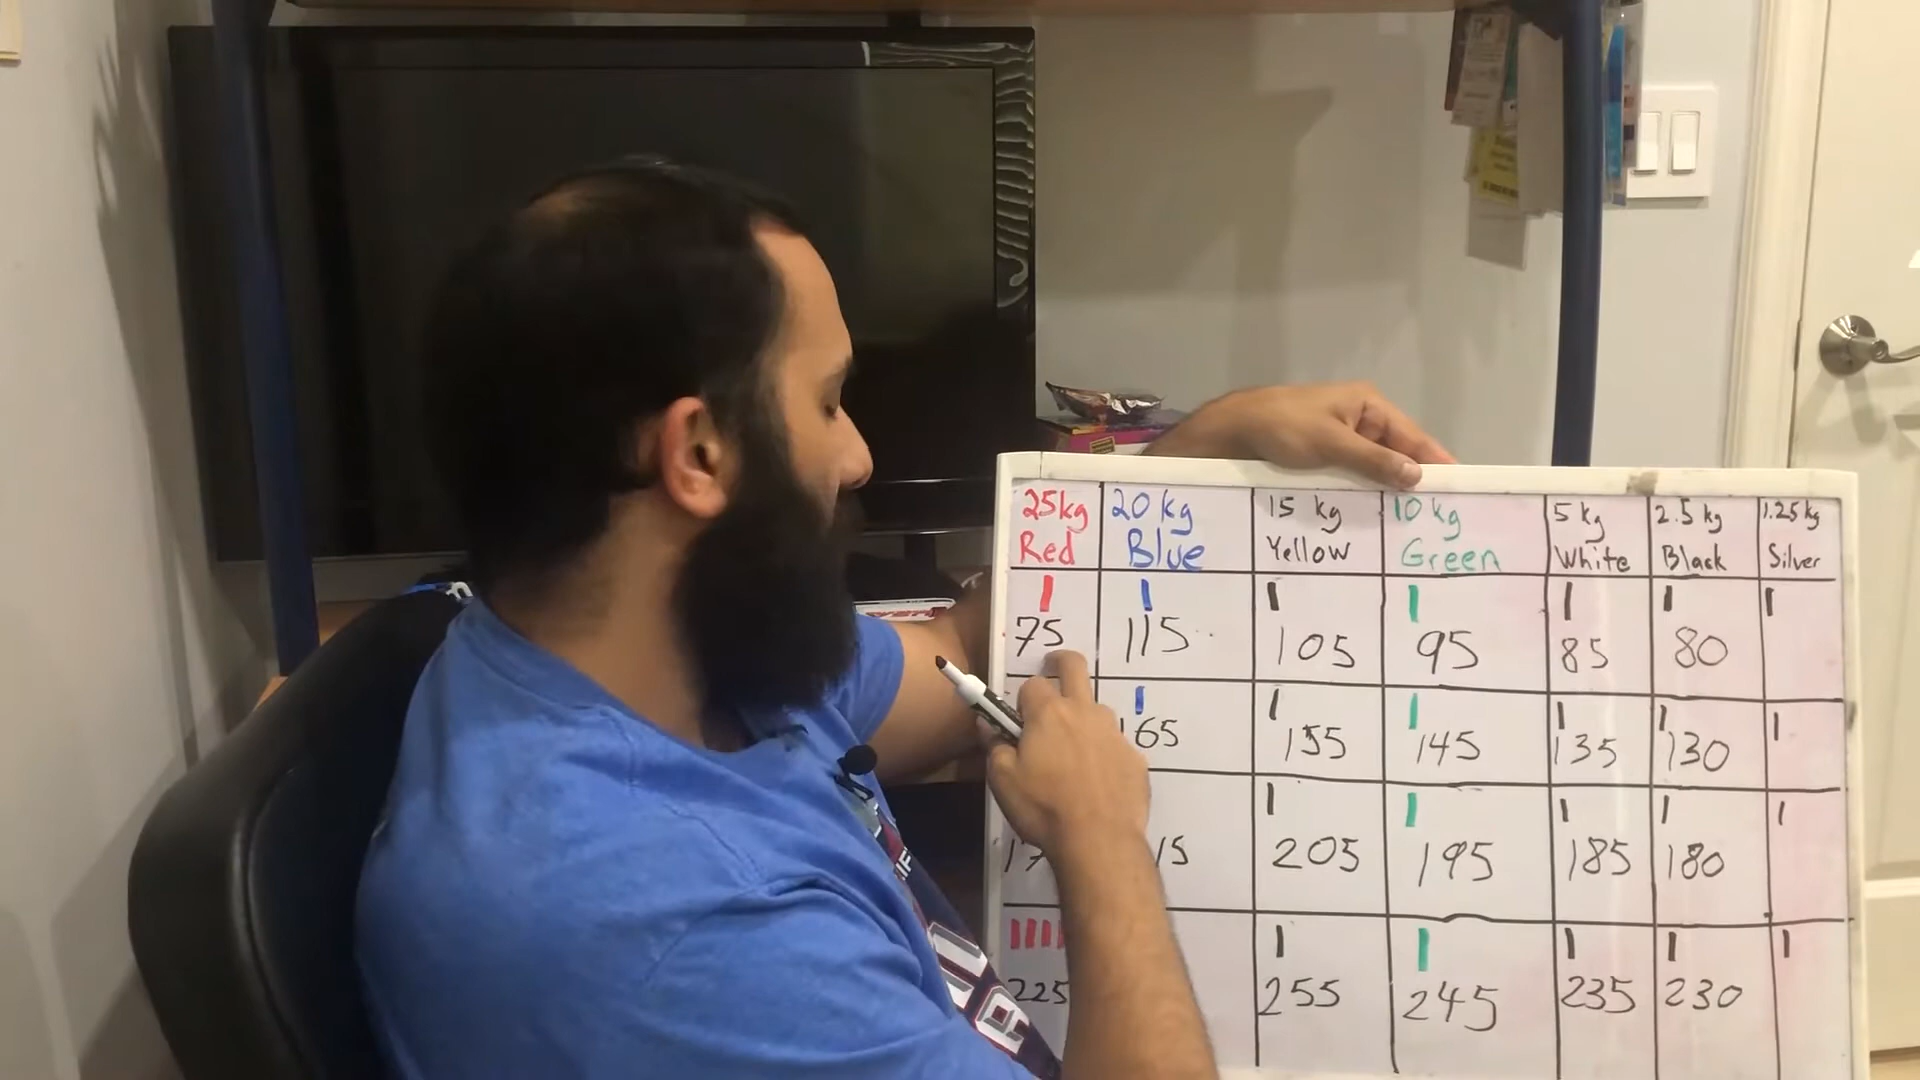 25kg 20 kg 15 kg 10 kg 5 kg 2.5 kg 1.25 kg
Red Blue Yellow Green White Black Silver
75 115 105 95 85 80
165 155 145 135 130
15 205 195 185 180
225 255 245 235 230